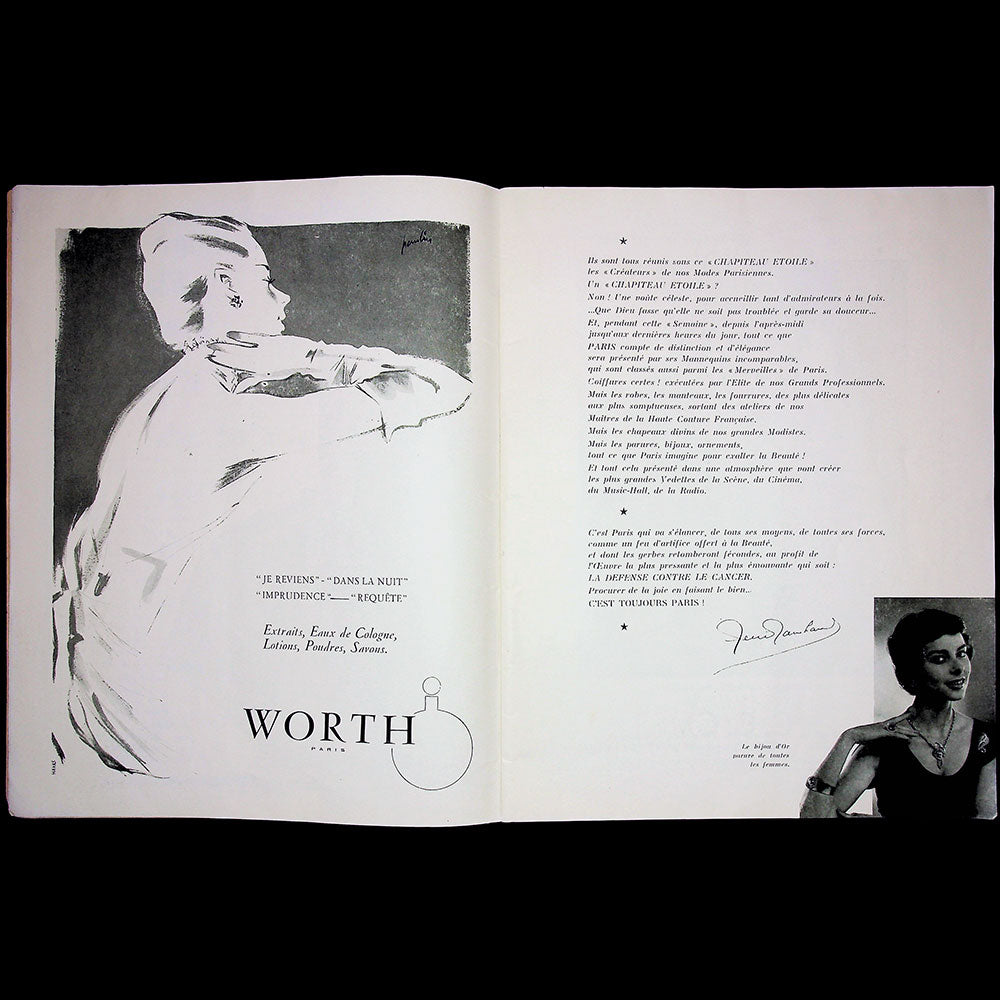 "JE REVIENS" - "DANS LA NUIT"
"IMPRUDENCE" — "REQUÊTE"
Extraits, Eaux de Cologne,
Lotions, Poudres, Savons.
WORTH
PARIS
★
Ils sont tous réunis sous ce « CHAPITEAU ETOILE »
les « Créateurs » de nos Modes Parisiennes.
Un « CHAPITEAU ETOILE » ?
Non ! Une voûte céleste, pour accueillir tant d'admirateurs à la fois.
...Que Dieu fasse qu'elle ne soit pas troublée et garde sa douceur...
Et, pendant cette « Semaine », depuis l'après-midi
jusqu'aux dernières heures du jour, tout ce que
PARIS compte de distinction et d'élégance
sera présenté par ses Mannequins incomparables,
qui sont classés aussi parmi les « Merveilles » de Paris.
Coiffures certes ! exécutées par l'Elite de nos Grands Professionnels.
Mais les robes, les manteaux, les fourrures, des plus délicates
aux plus somptueuses, sortant des ateliers de nos
Maîtres de la Haute Couture Française,
Mais les chapeaux divins de nos grandes Modistes.
Mais les parures, bijoux, ornements,
tout ce que Paris imagine pour exalter la Beauté !
Et tout cela présenté dans une atmosphère que vont créer
les plus grandes Vedettes de la Scène, du Cinéma,
du Music-Hall, de la Radio.
★
C'est Paris qui va s'élancer, de tous ses moyens, de toutes ses forces,
comme un feu d'artifice offert à la Beauté,
et dont les gerbes retomberont fécondes, au profit de
l'Œuvre la plus pressante et la plus émouvante qui soit :
LA DEFENSE CONTRE LE CANCER.
Procurer de la joie en faisant le bien...
C'EST TOUJOURS PARIS !
★
Le bijou d'Or
parure de toutes
les femmes.